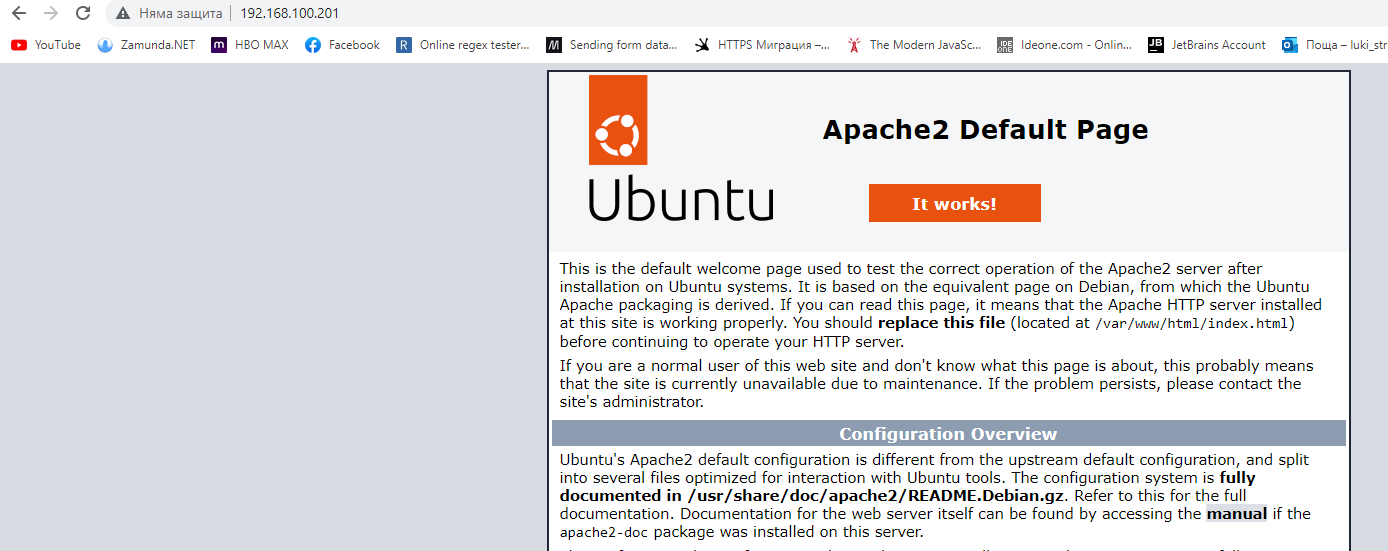 Няма защита
192.168.100.201
YouTube
Zamunda.NET
HBO MAX
Facebook
R
Online regex tester...
Sending form data...
HTTPS Миграция –...
The Modern JavaSc...
IDE
ONE
Ideone.com - Onlin...
JB
JetBrains Account
Поща – luki_str
Ubuntu
Apache2 Default Page
It works!
This is the default welcome page used to test the correct operation of the Apache2 server after
installation on Ubuntu systems. It is based on the equivalent page on Debian, from which the Ubuntu
Apache packaging is derived. If you can read this page, it means that the Apache HTTP server installed
at this site is working properly. You should replace this file (located at /var/www/html/index.html)
before continuing to operate your HTTP server.
If you are a normal user of this web site and don't know what this page is about, this probably means
that the site is currently unavailable due to maintenance. If the problem persists, please contact the
site's administrator.
Configuration Overview
Ubuntu's Apache2 default configuration is different from the upstream default configuration, and split
into several files optimized for interaction with Ubuntu tools. The configuration system is fully
documented in /usr/share/doc/apache2/README.Debian.gz. Refer to this for the full
documentation. Documentation for the web server itself can be found by accessing the manual if the
apache2-doc package was installed on this server.